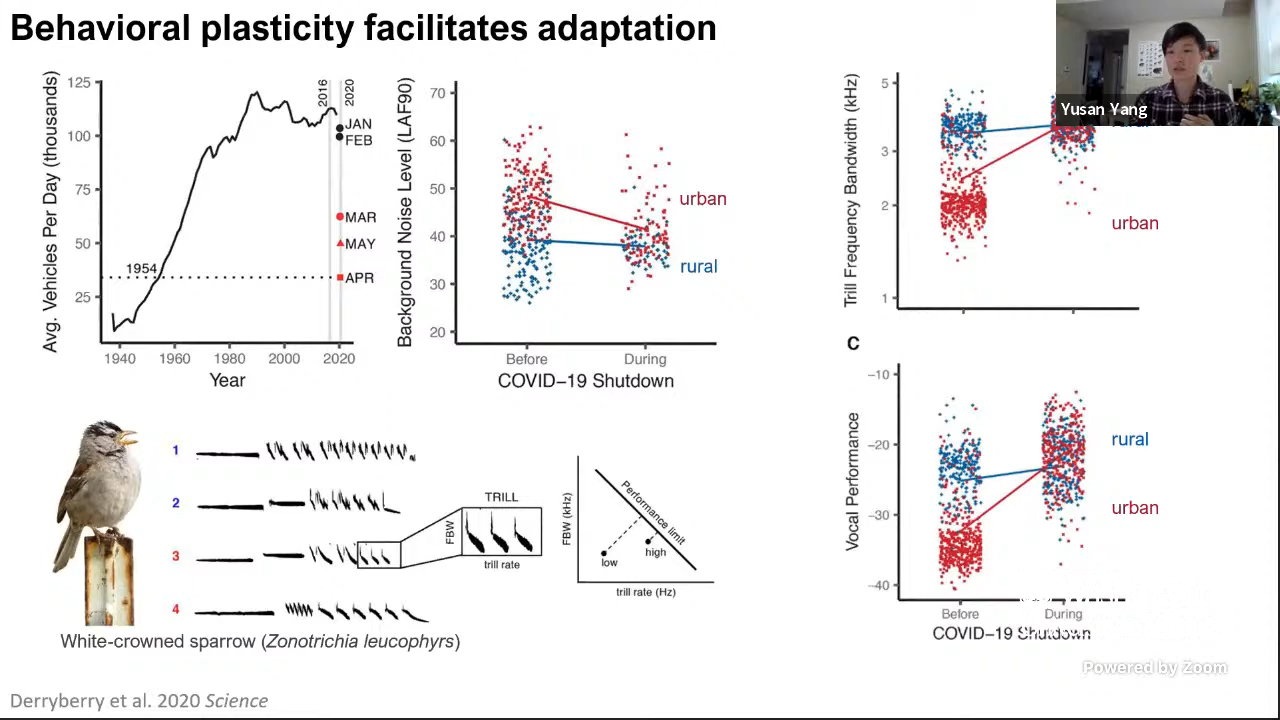 Behavioral plasticity facilitates adaptation
Yusan Yang
Avg. Vehicles Per Day (thousands)
125
100
75
50
25
1954
2016
2020
JAN
FEB
MAR
MAY
APR
1940
1960
1980
2000
2020
Year
Background Noise Level (LAF90)
70
60
50
40
30
20
urban
rural
Before
During
COVID−19 Shutdown
Trill Frequency Bandwidth (kHz)
5
3
2
1
urban
C
Vocal Performance
−10
−20
−30
−40
rural
urban
Before
During
COVID−19 Shutdown
1
2
3
4
TRILL
FBW
trill rate
FBW (kHz)
Performance limit
low
high
trill rate (Hz)
White-crowned sparrow (Zonotrichia leucophyrs)
Powered by Zoom
Derryberry et al. 2020 Science